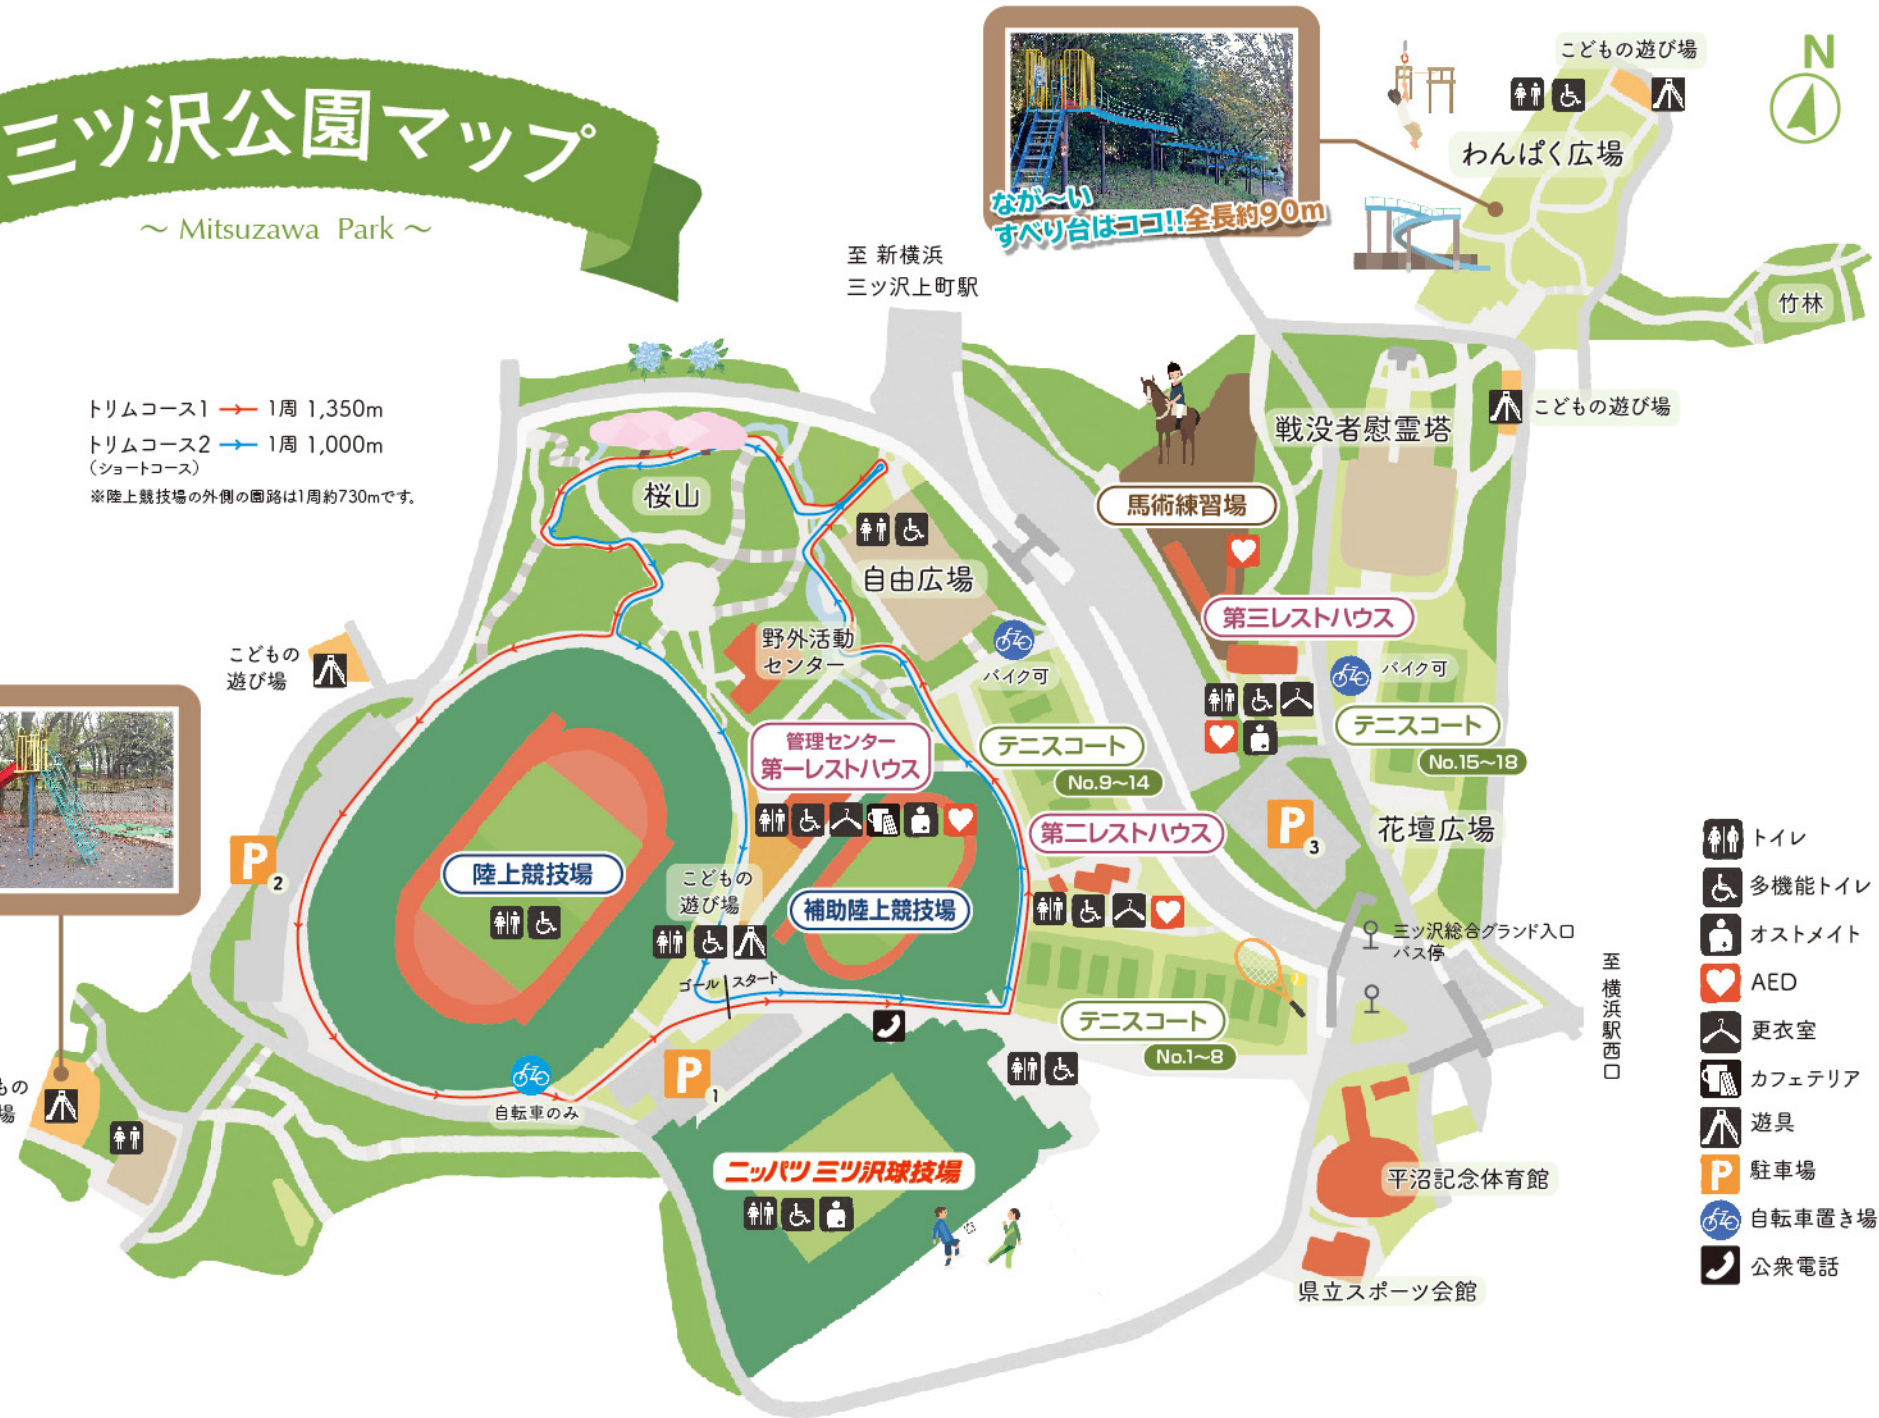 三ツ沢公園マップ
～ Mitsuzawa Park ～
トリムコース1 1周 1,350m
トリムコース2 1周 1,000m
（ショートコース）
※陸上競技場の外側の園路は1周約730mです。
なが〜い
すべり台はココ!!全長約90m
こどもの遊び場
わんぱく広場
N
竹林
至 新横浜
三ッ沢上町駅
こどもの遊び場
戦没者慰霊塔
馬術練習場
桜山
自由広場
第三レストハウス
バイク可
バイク可
野外活動
センター
こどもの
遊び場
テニスコート
No.15〜18
テニスコート
No.9〜14
管理センター
第一レストハウス
第二レストハウス
P3
花壇広場
P2
陸上競技場
こどもの
遊び場
補助陸上競技場
三ツ沢総合グランド入口
バス停
至 横浜駅西口
ゴール
スタート
テニスコート
No.1〜8
P1
自転車のみ
もの
場
ニッパツ 三ツ沢球技場
平沼記念体育館
県立スポーツ会館
トイレ
多機能トイレ
オストメイト
AED
更衣室
カフェテリア
遊具
P 駐車場
自転車置き場
公衆電話